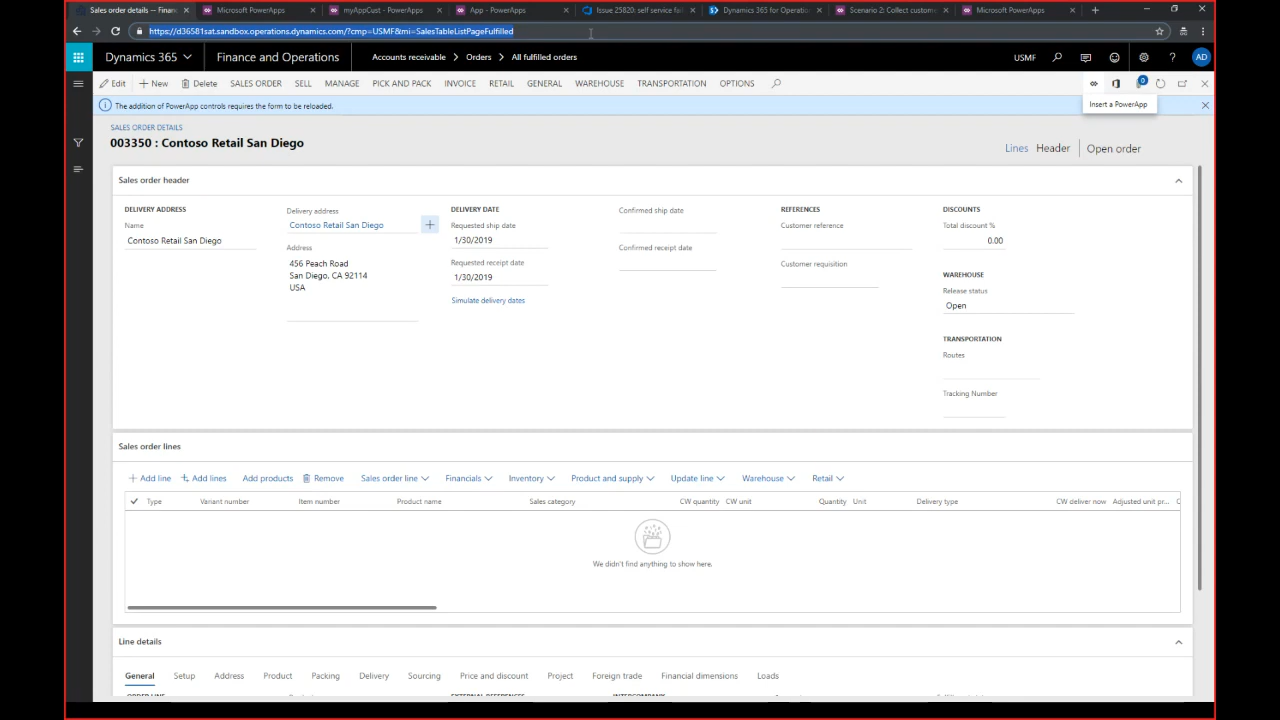 Sales order details — Finan
Microsoft PowerApps
myAppCust - PowerApps
App - PowerApps
Issue 25820: self service fai
Dynamics 365 for Operatio
Scenario 2: Collect custome
Microsoft PowerApps
https://d36581sat.sandbox.operations.dynamics.com/?cmp=USMF&mi=SalesTableListPageFulfilled
Dynamics 365
Finance and Operations
Accounts receivable > Orders > All fulfilled orders
USMF
?
AD
Edit
New
Delete
SALES ORDER
SELL
MANAGE
PICK AND PACK
INVOICE
RETAIL
GENERAL
WAREHOUSE
TRANSPORTATION
OPTIONS
0
Insert a PowerApp
The addition of PowerApp controls requires the form to be reloaded.
SALES ORDER DETAILS
003350 : Contoso Retail San Diego
Lines
Header
Open order
Sales order header
DELIVERY ADDRESS
Name
Contoso Retail San Diego
Delivery address
Contoso Retail San Diego
Address
456 Peach Road
San Diego, CA 92114
USA
DELIVERY DATE
Requested ship date
1/30/2019
Requested receipt date
1/30/2019
Simulate delivery dates
Confirmed ship date
Confirmed receipt date
REFERENCES
Customer reference
Customer requisition
DISCOUNTS
Total discount %
0.00
WAREHOUSE
Release status
Open
TRANSPORTATION
Routes
Tracking Number
Sales order lines
Add line
Add lines
Add products
Remove
Sales order line
Financials
Inventory
Product and supply
Update line
Warehouse
Retail
Type
Variant number
Item number
Product name
Sales category
CW quantity
CW unit
Quantity
Unit
Delivery type
CW deliver now
Adjusted unit pr...
We didn't find anything to show here.
Line details
General
Setup
Address
Product
Packing
Delivery
Sourcing
Price and discount
Project
Foreign trade
Financial dimensions
Loads
ORDER LINE
EXTERNAL REFERENCES
INTERCOMPANY